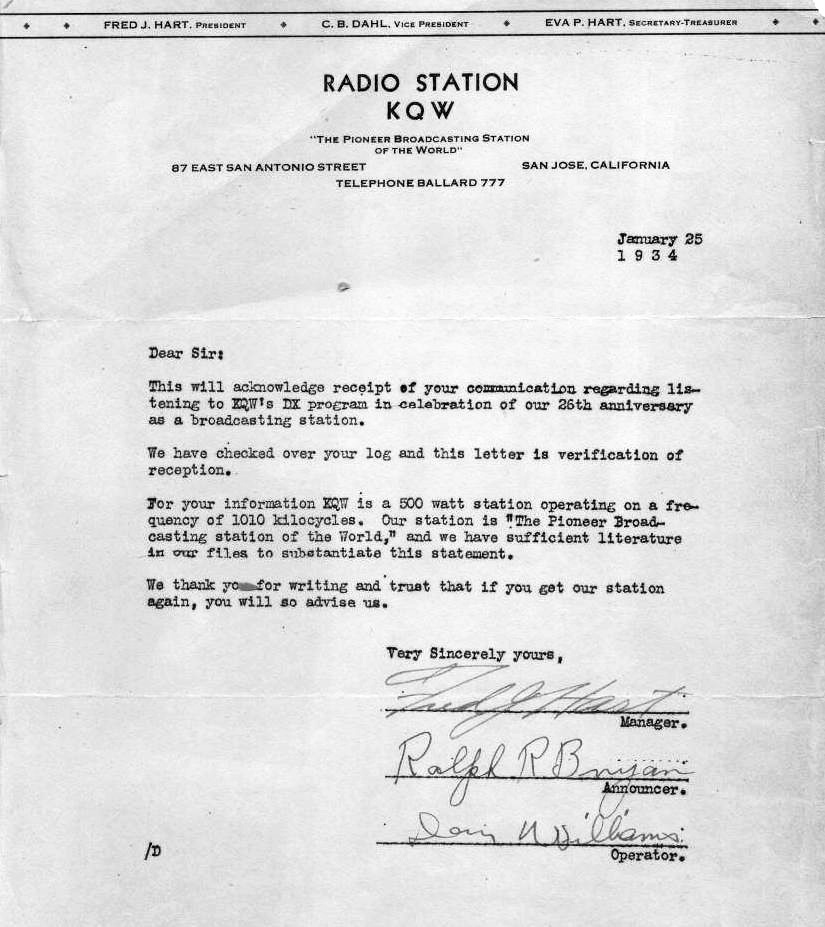 FRED J. HART, PRESIDENT C. B. DAHL, VICE PRESIDENT EVA P. HART, SECRETARY-TREASURER
RADIO STATION
KQW
"THE PIONEER BROADCASTING STATION
OF THE WORLD"
87 EAST SAN ANTONIO STREET SAN JOSE, CALIFORNIA
TELEPHONE BALLARD 777
January 25
1 9 3 4
Dear Sir:
This will acknowledge receipt of your communication regarding lis-
tening to KQW's DX program in celebration of our 26th anniversary
as a broadcasting station.
We have checked over your log and this letter is verification of
reception.
For your information KQW is a 500 watt station operating on a fre-
quency of 1010 kilocycles. Our station is "The Pioneer Broad-
casting station of the World," and we have sufficient literature
in our files to substantiate this statement.
We thank you for writing and trust that if you get our station
again, you will so advise us.
Very Sincerely yours,
Fred J. Hart
Manager.
Ralph R Bryan
Announcer.
Williams
Operator.
/D